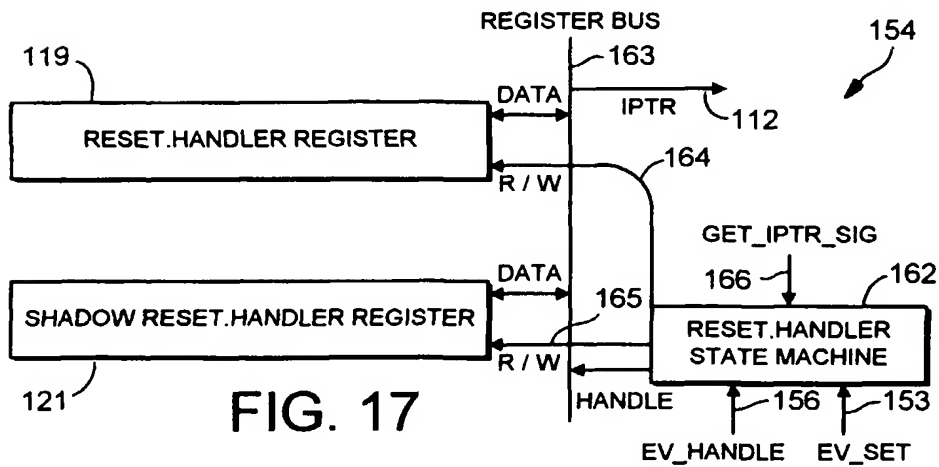 REGISTER BUS
154
119
163
DATA
IPTR
112
RESET.HANDLER REGISTER
164
R / W
GET_IPTR_SIG
DATA
166
162
165
SHADOW RESET.HANDLER REGISTER
RESET.HANDLER
STATE MACHINE
R / W
121
FIG. 17
HANDLE
156
153
EV_HANDLE
EV_SET